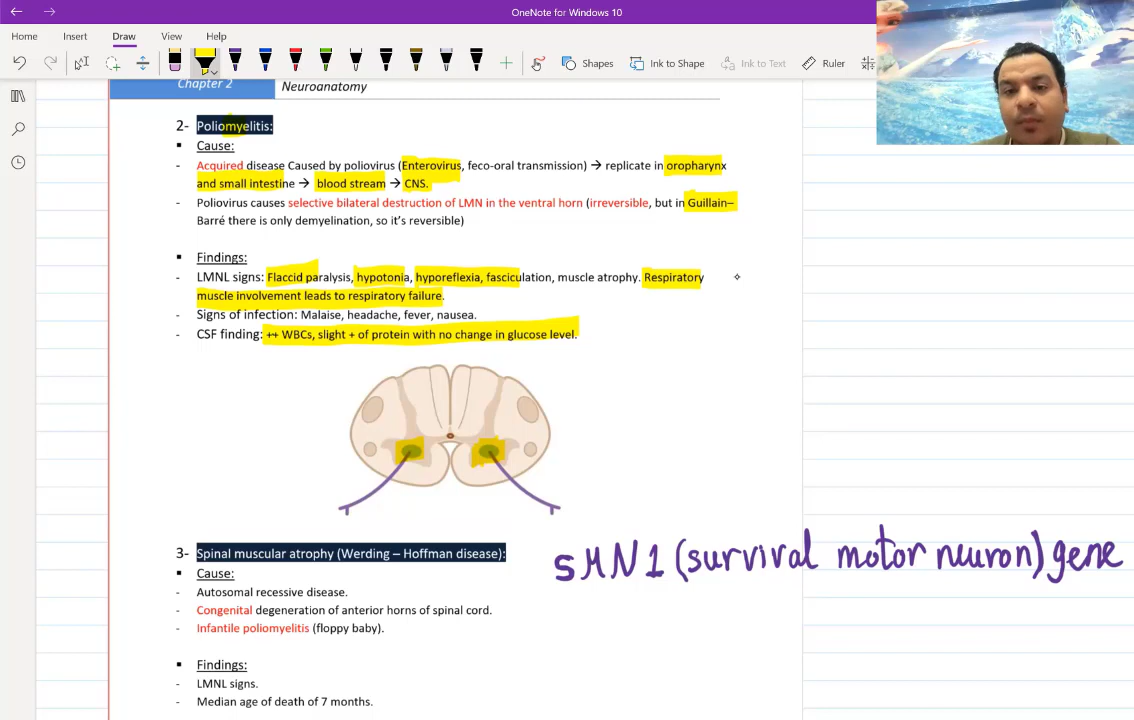 OneNote for Windows 10
Home Insert Draw View Help
Shapes Ink to Shape Ink to Text Ruler
Chapter 2 Neuroanatomy
2- Poliomyelitis:
▪ Cause:
- Acquired disease Caused by poliovirus (Enterovirus, feco-oral transmission) → replicate in oropharynx
and small intestine → blood stream → CNS.
- Poliovirus causes selective bilateral destruction of LMN in the ventral horn (irreversible, but in Guillain–
Barré there is only demyelination, so it's reversible)
▪ Findings:
- LMNL signs: Flaccid paralysis, hypotonia, hyporeflexia, fasciculation, muscle atrophy. Respiratory
muscle involvement leads to respiratory failure.
- Signs of infection: Malaise, headache, fever, nausea.
- CSF finding: ++ WBCs, slight + of protein with no change in glucose level.
3- Spinal muscular atrophy (Werding – Hoffman disease):
SMN1 (survival motor neuron) gene
▪ Cause:
- Autosomal recessive disease.
- Congenital degeneration of anterior horns of spinal cord.
- Infantile poliomyelitis (floppy baby).
▪ Findings:
- LMNL signs.
- Median age of death of 7 months.